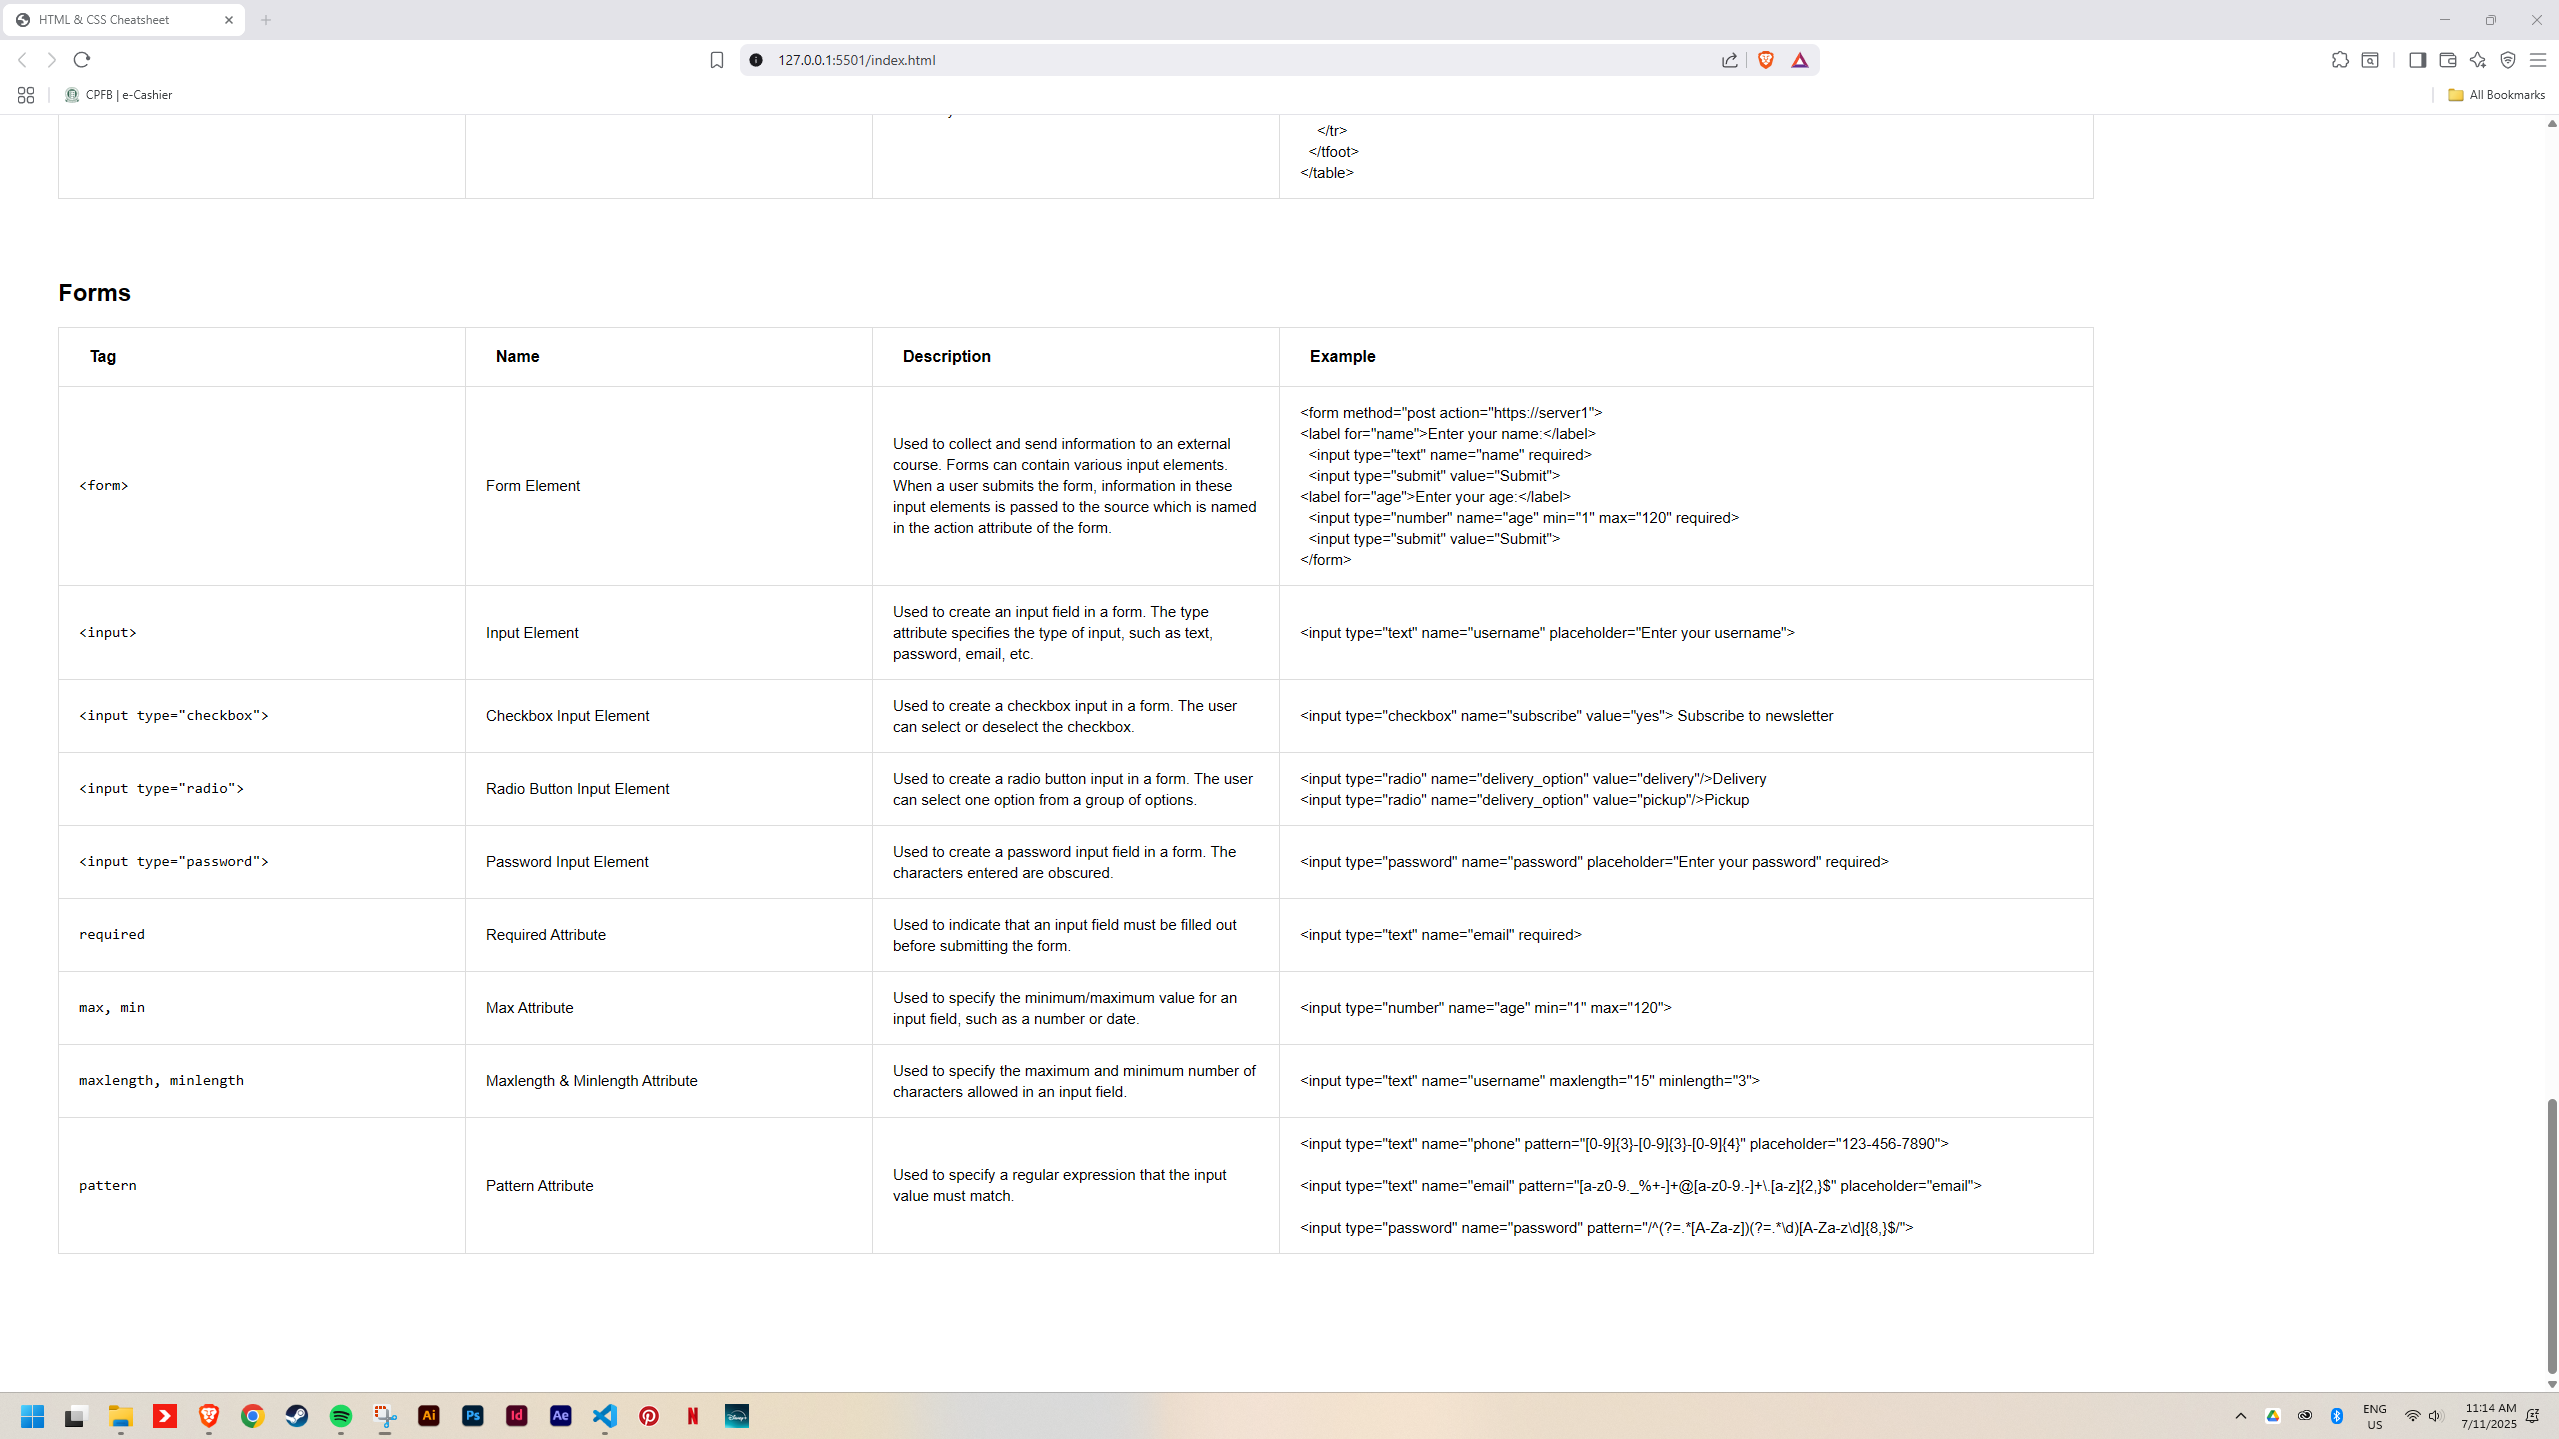 HTML & CSS Cheatsheet
127.0.0.1:5501/index.html
CPFB | e-Cashier
All Bookmarks
</tr>
</tfoot>
</table>
Forms
Tag
Name
Description
Example
<form>
Form Element
Used to collect and send information to an external
course. Forms can contain various input elements.
When a user submits the form, information in these
input elements is passed to the source which is named
in the action attribute of the form.
<form method="post action="https://server1">
<label for="name">Enter your name:</label>
<input type="text" name="name" required>
<input type="submit" value="Submit">
<label for="age">Enter your age:</label>
<input type="number" name="age" min="1" max="120" required>
<input type="submit" value="Submit">
</form>
<input>
Input Element
Used to create an input field in a form. The type
attribute specifies the type of input, such as text,
password, email, etc.
<input type="text" name="username" placeholder="Enter your username">
<input type="checkbox">
Checkbox Input Element
Used to create a checkbox input in a form. The user
can select or deselect the checkbox.
<input type="checkbox" name="subscribe" value="yes"> Subscribe to newsletter
<input type="radio">
Radio Button Input Element
Used to create a radio button input in a form. The user
can select one option from a group of options.
<input type="radio" name="delivery_option" value="delivery"/>Delivery
<input type="radio" name="delivery_option" value="pickup"/>Pickup
<input type="password">
Password Input Element
Used to create a password input field in a form. The
characters entered are obscured.
<input type="password" name="password" placeholder="Enter your password" required>
required
Required Attribute
Used to indicate that an input field must be filled out
before submitting the form.
<input type="text" name="email" required>
max, min
Max Attribute
Used to specify the minimum/maximum value for an
input field, such as a number or date.
<input type="number" name="age" min="1" max="120">
maxlength, minlength
Maxlength & Minlength Attribute
Used to specify the maximum and minimum number of
characters allowed in an input field.
<input type="text" name="username" maxlength="15" minlength="3">
pattern
Pattern Attribute
Used to specify a regular expression that the input
value must match.
<input type="text" name="phone" pattern="[0-9]{3}-[0-9]{3}-[0-9]{4}" placeholder="123-456-7890">
<input type="text" name="email" pattern="[a-z0-9._%+-]+@[a-z0-9.-]+\.[a-z]{2,}$" placeholder="email">
<input type="password" name="password" pattern="/^(?=.*[A-Za-z])(?=.*\d)[A-Za-z\d]{8,}$/">
Ai
Ps
Id
Ae
N
Disney+
ENG
US
11:14 AM
7/11/2025